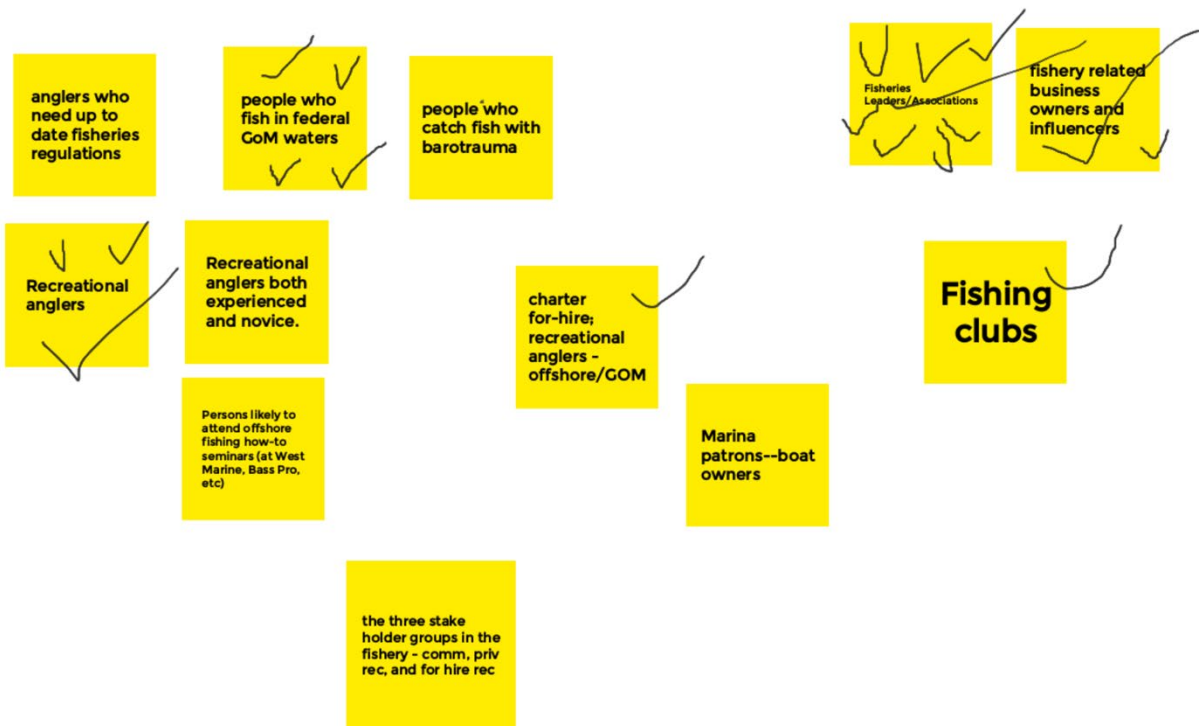 anglers who
need up to
date fisheries
regulations
people who
fish in federal
GoM waters
people who
catch fish with
barotrauma
Fisheries
Leaders/Associations
fishery related
business
owners and
influencers
Recreational
anglers
Recreational
anglers both
experienced
and novice.
charter
for-hire;
recreational
anglers -
offshore/GOM
Fishing
clubs
Persons likely to
attend offshore
fishing how-to
seminars (at West
Marine, Bass Pro,
etc)
Marina
patrons--boat
owners
the three stake
holder groups in the
fishery - comm, priv
rec, and for hire rec